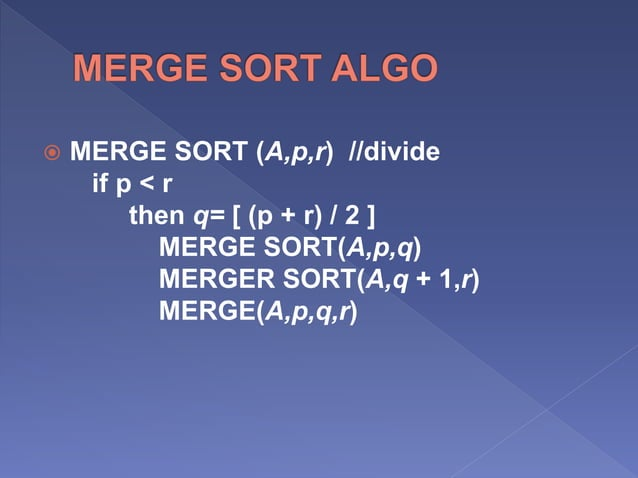 MERGE SORT ALGO
MERGE SORT (A,p,r) //divide
if p < r
then q= [ (p + r) / 2 ]
MERGE SORT(A,p,q)
MERGER SORT(A,q + 1,r)
MERGE(A,p,q,r)